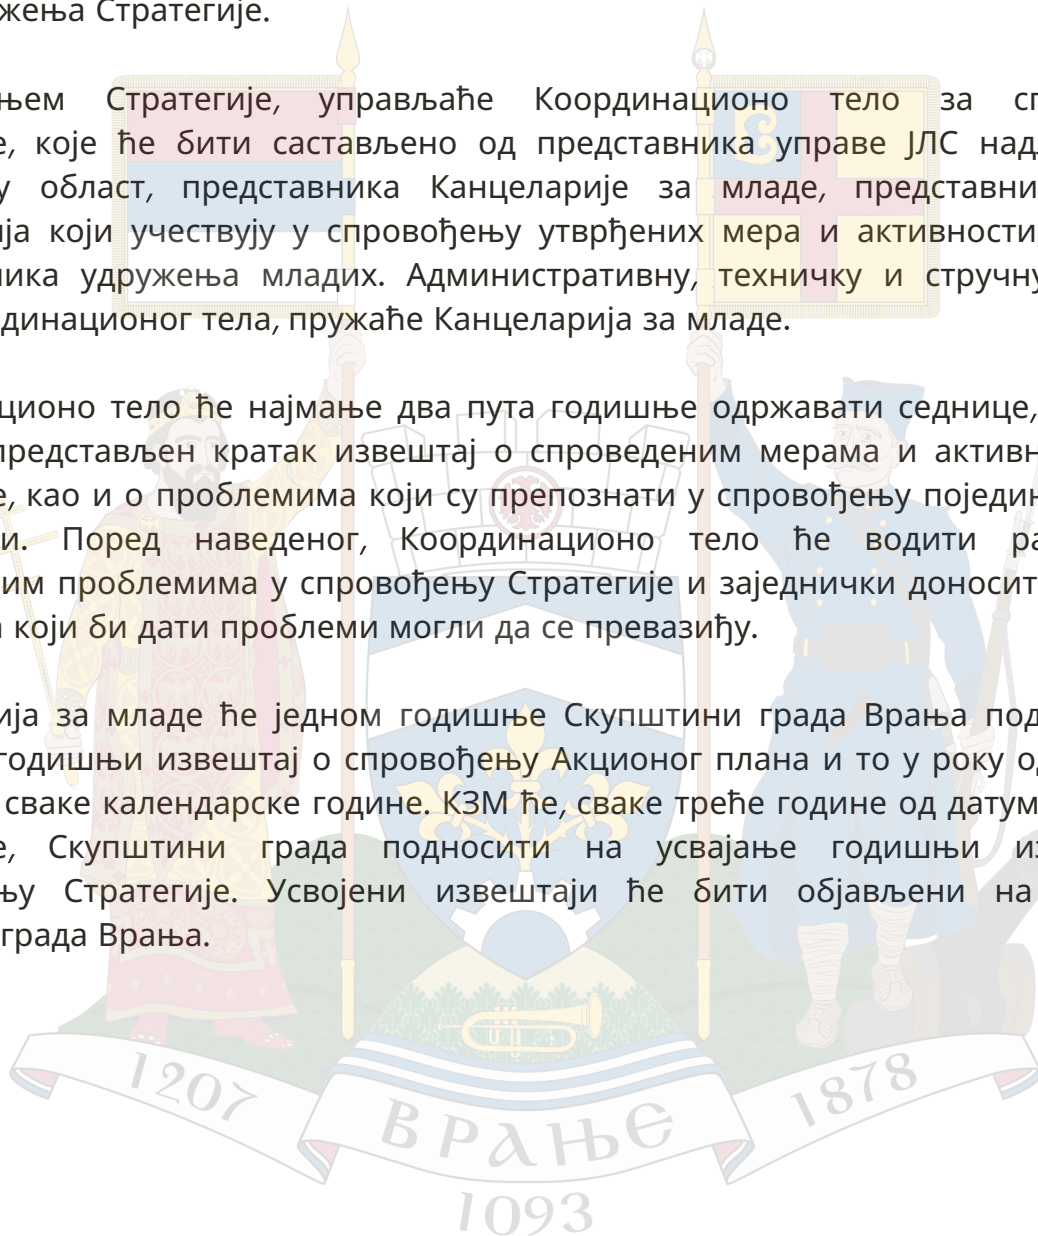 жења Стратегије.
њем Стратегије, управљаће Координационо тело за сп
е, које ће бити састављено од представника управе ЈЛС над
у област, представника Канцеларије за младе, представни
ија који учествују у спровођењу утврђених мера и активности,
ника удружења младих. Административну, техничку и стручну
динационог тела, пружаће Канцеларија за младе.
ционо тело ће најмање два пута годишње одржавати седнице,
представљен кратак извештај о спроведеним мерама и активн
е, као и о проблемима који су препознати у спровођењу појединг
и. Поред наведеног, Координационо тело ће водити ра
им проблемима у спровођењу Стратегије и заједнички доносит
а који би дати проблеми могли да се превазиђу.
ија за младе ће једном годишње Скупштини града Врања под
годишњи извештај о спровођењу Акционог плана и то у року од
сваке календарске године. КЗМ ће, сваке треће године од датум
е, Скупштини града подносити на усвајање годишњи из
њу Стратегије. Усвојени извештаји ће бити објављени на
града Врања.
1207
ВРАЊЕ
1878
1093